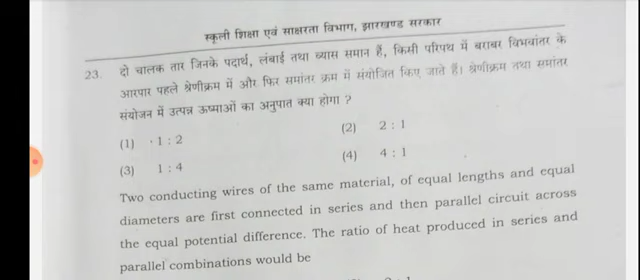 स्कूली शिक्षा एवं साक्षरता विभाग, झारखण्ड सरकार
23. दो चालक तार जिनके पदार्थ, लंबाई तथा व्यास समान हैं, किसी परिपथ में बराबर विभवांतर के
आरपार पहले श्रेणीक्रम में और फिर समांतर क्रम में संयोजित किए जाते हैं। श्रेणीक्रम तथा समांतर
संयोजन में उत्पन्न ऊष्माओं का अनुपात क्या होगा ?
(1) 1 : 2 (2) 2 : 1
(3) 1 : 4 (4) 4 : 1
Two conducting wires of the same material, of equal lengths and equal
diameters are first connected in series and then parallel circuit across
the equal potential difference. The ratio of heat produced in series and
parallel combinations would be